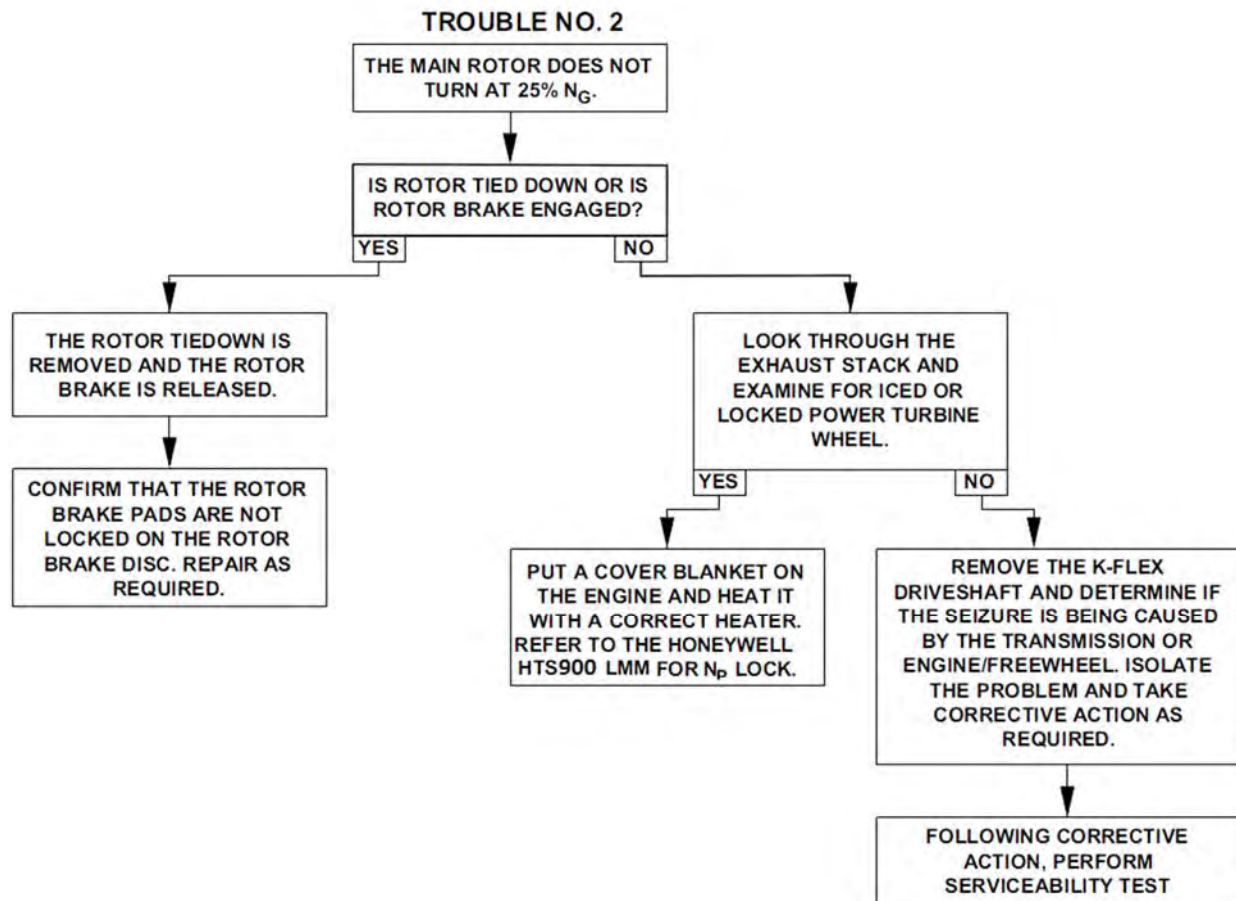 TROUBLE NO. 2
THE MAIN ROTOR DOES NOT
TURN AT 25% NG.
IS ROTOR TIED DOWN OR IS
ROTOR BRAKE ENGAGED?
YES
NO
THE ROTOR TIEDOWN IS
REMOVED AND THE ROTOR
BRAKE IS RELEASED.
CONFIRM THAT THE ROTOR
BRAKE PADS ARE NOT
LOCKED ON THE ROTOR
BRAKE DISC. REPAIR AS
REQUIRED.
LOOK THROUGH THE
EXHAUST STACK AND
EXAMINE FOR ICED OR
LOCKED POWER TURBINE
WHEEL.
YES
NO
PUT A COVER BLANKET ON
THE ENGINE AND HEAT IT
WITH A CORRECT HEATER.
REFER TO THE HONEYWELL
HTS900 LMM FOR NP LOCK.
REMOVE THE K-FLEX
DRIVESHAFT AND DETERMINE IF
THE SEIZURE IS BEING CAUSED
BY THE TRANSMISSION OR
ENGINE/FREEWHEEL. ISOLATE
THE PROBLEM AND TAKE
CORRECTIVE ACTION AS
REQUIRED.
FOLLOWING CORRECTIVE
ACTION, PERFORM
SERVICEABILITY TEST